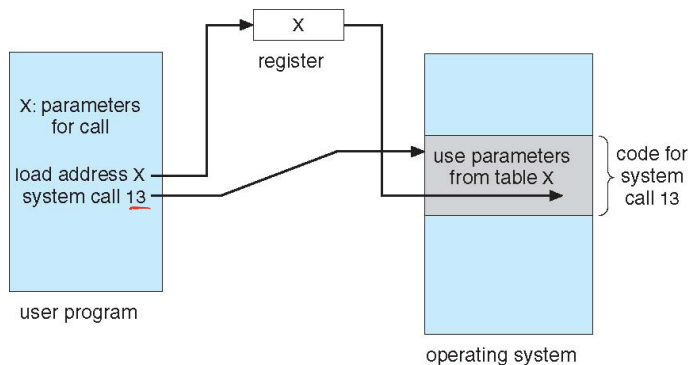 X
register
X: parameters
for call
load address X
system call 13
user program
use parameters
from table X
code for
system
call 13
operating system